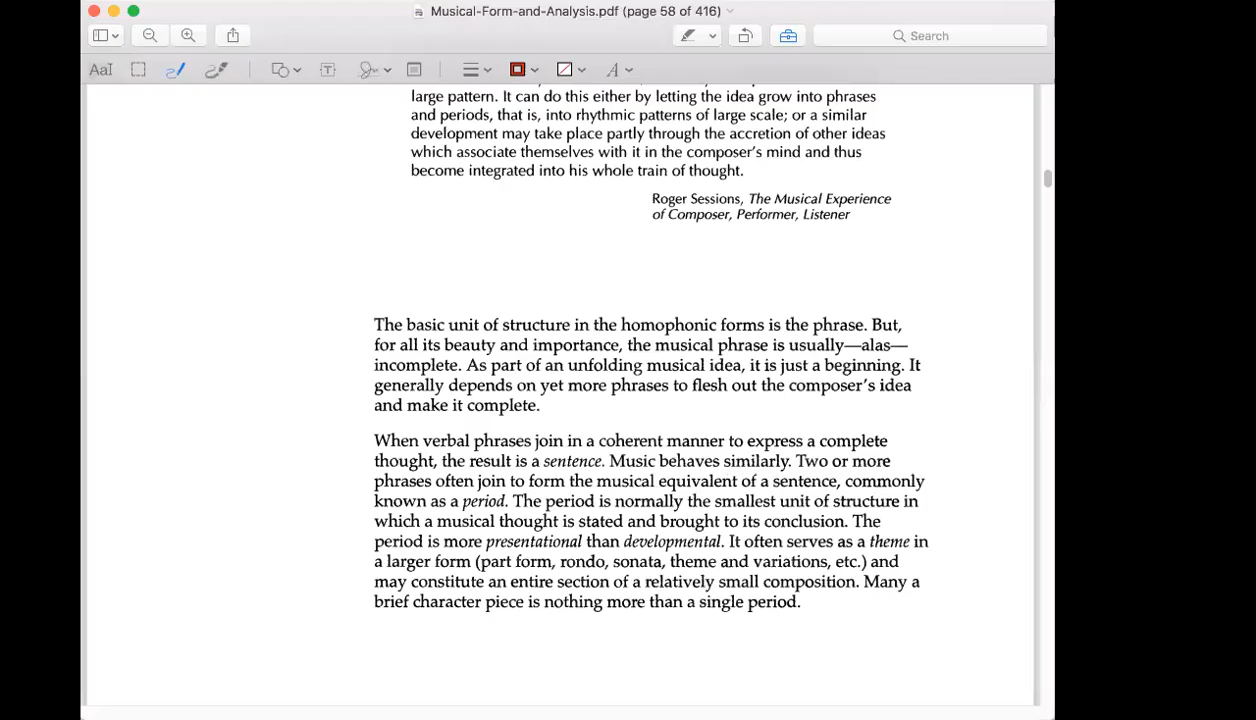 Musical-Form-and-Analysis.pdf (page 58 of 416)
Search
AaI
T
A
large pattern. It can do this either by letting the idea grow into phrases
and periods, that is, into rhythmic patterns of large scale; or a similar
development may take place partly through the accretion of other ideas
which associate themselves with it in the composer's mind and thus
become integrated into his whole train of thought.
Roger Sessions, The Musical Experience
of Composer, Performer, Listener
The basic unit of structure in the homophonic forms is the phrase. But,
for all its beauty and importance, the musical phrase is usually—alas—
incomplete. As part of an unfolding musical idea, it is just a beginning. It
generally depends on yet more phrases to flesh out the composer's idea
and make it complete.
When verbal phrases join in a coherent manner to express a complete
thought, the result is a sentence. Music behaves similarly. Two or more
phrases often join to form the musical equivalent of a sentence, commonly
known as a period. The period is normally the smallest unit of structure in
which a musical thought is stated and brought to its conclusion. The
period is more presentational than developmental. It often serves as a theme in
a larger form (part form, rondo, sonata, theme and variations, etc.) and
may constitute an entire section of a relatively small composition. Many a
brief character piece is nothing more than a single period.